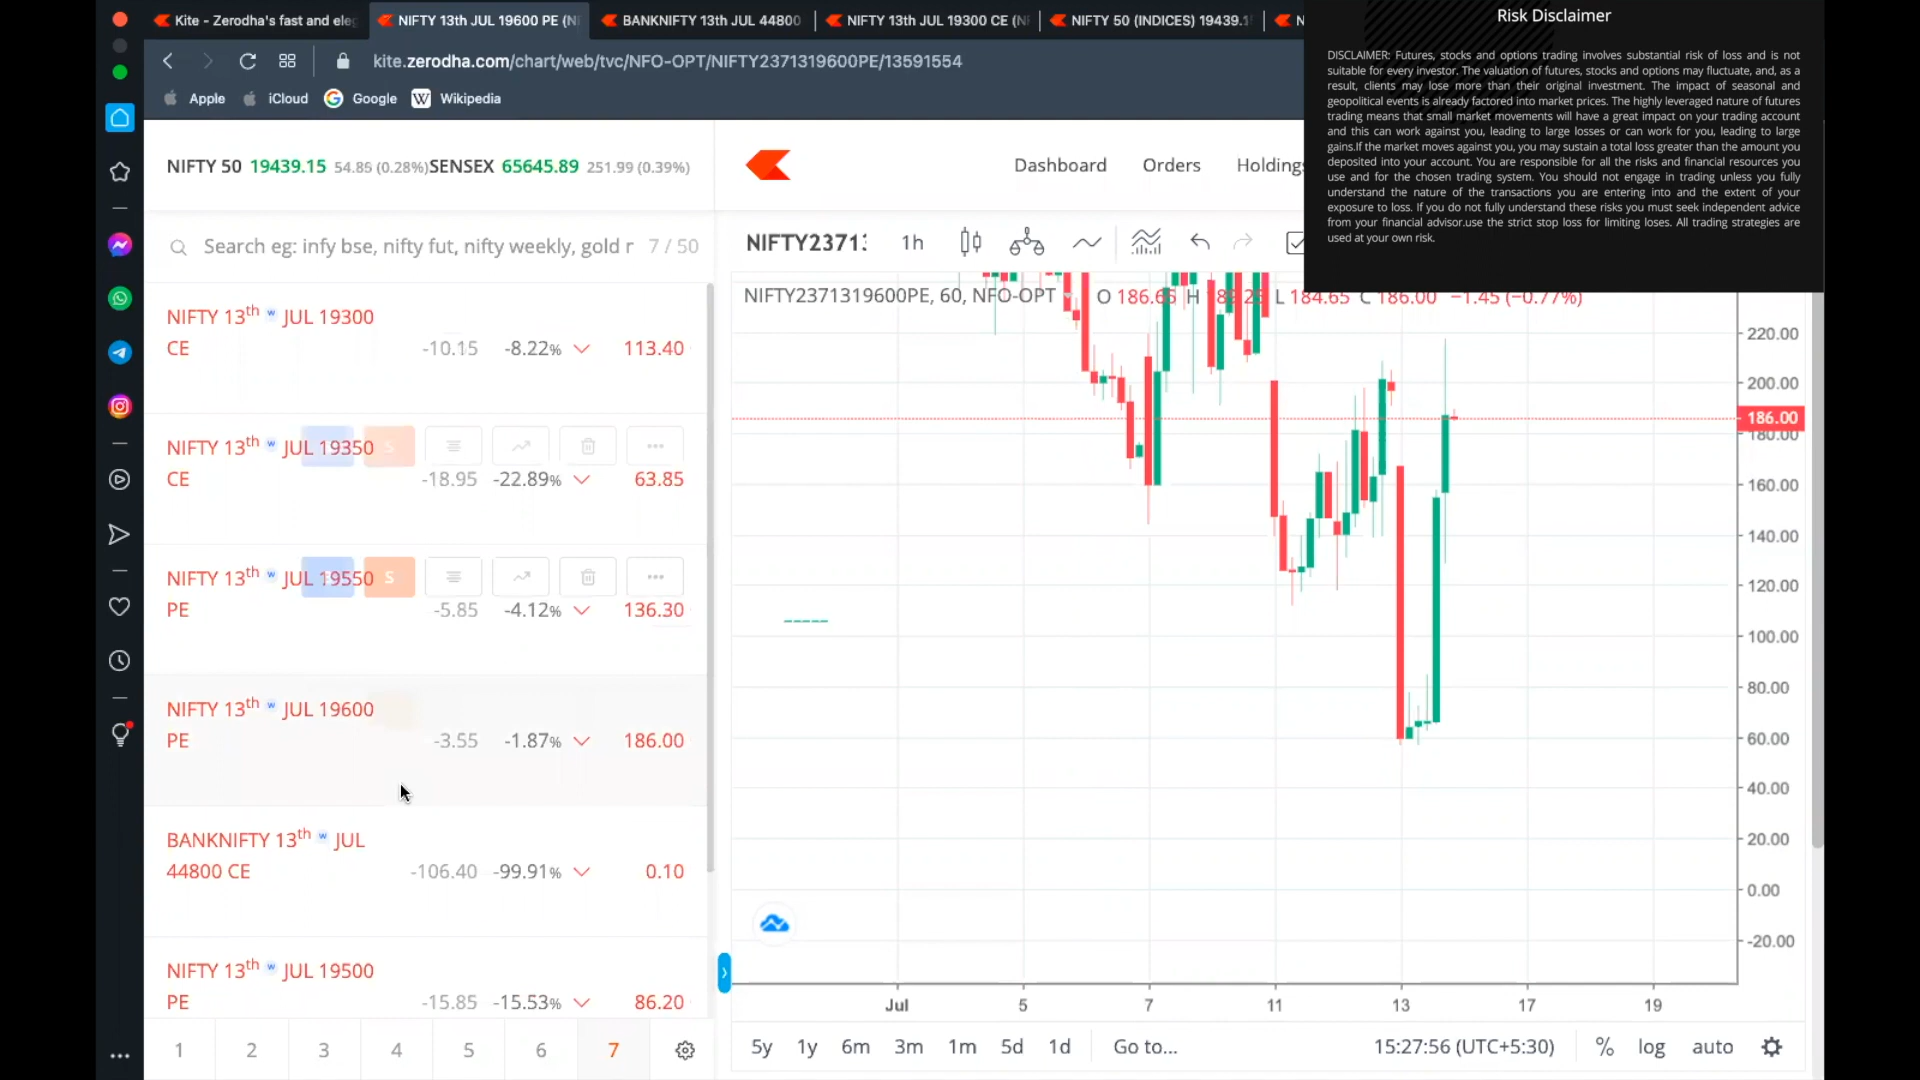 Kite - Zerodha's fast and ele
NIFTY 13th JUL 19600 PE (N
BANKNIFTY 13th JUL 44800
NIFTY 13th JUL 19300 CE (N
NIFTY 50 (INDICES) 19439.1
N
kite.zerodha.com/chart/web/tvc/NFO-OPT/NIFTY2371319600PE/13591554
Apple
iCloud
Google
W Wikipedia
Risk Disclaimer
DISCLAIMER: Futures, stocks and options trading involves substantial risk of loss and is not
suitable for every investor. The valuation of futures, stocks and options may fluctuate, and, as a
result, clients may lose more than their original investment. The impact of seasonal and
geopolitical events is already factored into market prices. The highly leveraged nature of futures
trading means that small market movements will have a great impact on your trading account
and this can work against you, leading to large losses or can work for you, leading to large
gains.If the market moves against you, you may sustain a total loss greater than the amount you
deposited into your account. You are responsible for all the risks and financial resources you
use and for the chosen trading system. You should not engage in trading unless you fully
understand the nature of the transactions you are entering into and the extent of your
exposure to loss. If you do not fully understand these risks you must seek independent advice
from your financial advisor.use the strict stop loss for limiting loses. All trading strategies are
used at your own risk.
NIFTY 50 19439.15 54.85 (0.28%)SENSEX 65645.89 251.99 (0.39%)
Dashboard
Orders
Holdings
Search eg: infy bse, nifty fut, nifty weekly, gold r 7 / 50
NIFTY2371
1h
NIFTY2371319600PE, 60, NFO-OPT O 186.65 H L 184.65 C 186.00 −1.45 (−0.77%)
NIFTY 13th w JUL 19300
CE -10.15 -8.22% 113.40
NIFTY 13th w JUL 19350
S
CE -18.95 -22.89% 63.85
NIFTY 13th w JUL 19550
S
PE -5.85 -4.12% 136.30
NIFTY 13th w JUL 19600
PE -3.55 -1.87% 186.00
BANKNIFTY 13th w JUL
44800 CE -106.40 -99.91% 0.10
NIFTY 13th w JUL 19500
PE -15.85 -15.53% 86.20
1 2 3 4 5 6 7
220.00
200.00
186.00
180.00
160.00
140.00
120.00
100.00
80.00
60.00
40.00
20.00
0.00
-20.00
Jul 5 7 11 13 17 19
5y 1y 6m 3m 1m 5d 1d Go to... 15:27:56 (UTC+5:30) % log auto